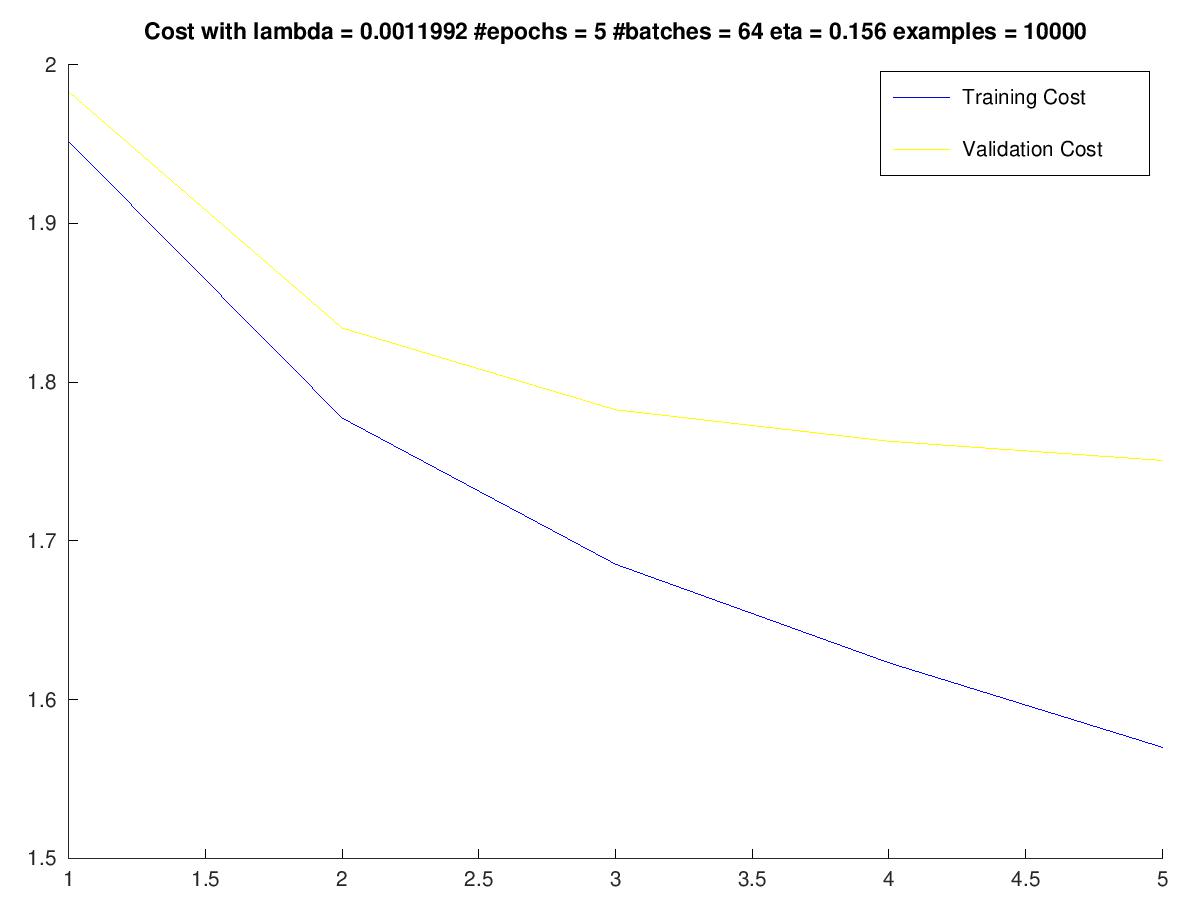 Cost with lambda = 0.0011992 #epochs = 5 #batches = 64 eta = 0.156 examples = 10000
2
Training Cost
Validation Cost
1.9
1.8
1.7
1.6
1.5
1 1.5 2 2.5 3 3.5 4 4.5 5